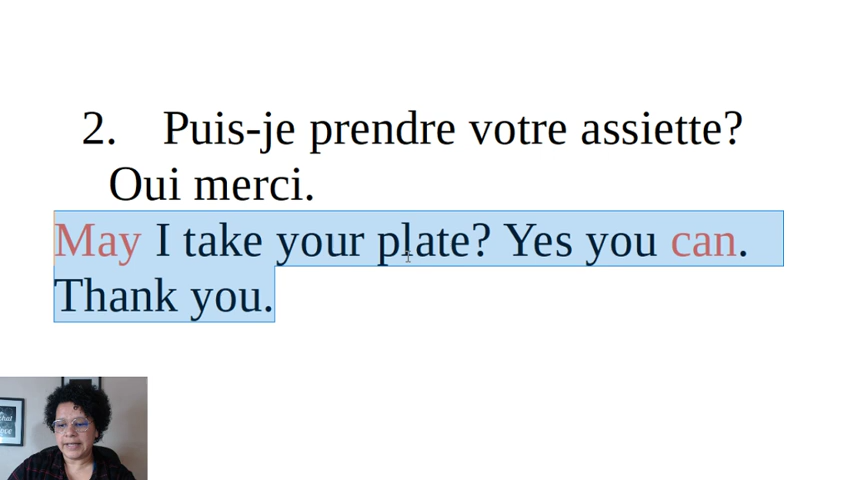 2. Puis-je prendre votre assiette?
Oui merci.
May I take your plate? Yes you can.
Thank you.